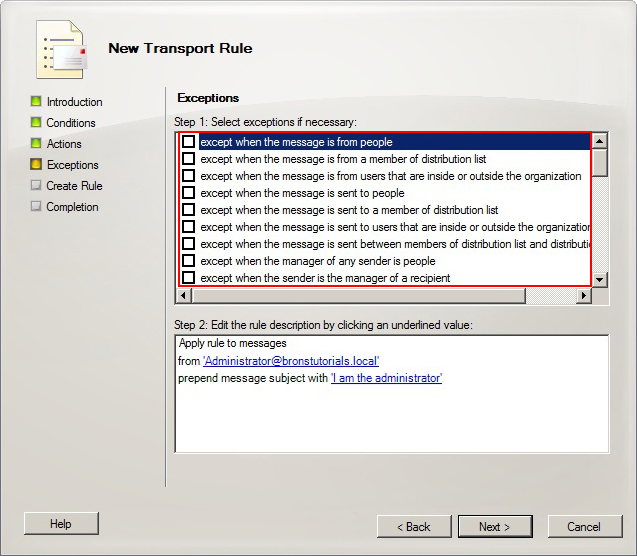 New Transport Rule
Introduction
Conditions
Actions
Exceptions
Create Rule
Completion
Exceptions
Step 1: Select exceptions if necessary:
except when the message is from people
except when the message is from a member of distribution list
except when the message is from users that are inside or outside the organization
except when the message is sent to people
except when the message is sent to a member of distribution list
except when the message is sent to users that are inside or outside the organization
except when the message is sent between members of distribution list and distributio
except when the manager of any sender is people
except when the sender is the manager of a recipient
Step 2: Edit the rule description by clicking an underlined value:
Apply rule to messages
from 'Administrator@bronstutorials.local'
prepend message subject with 'I am the administrator'
Help
< Back
Next >
Cancel